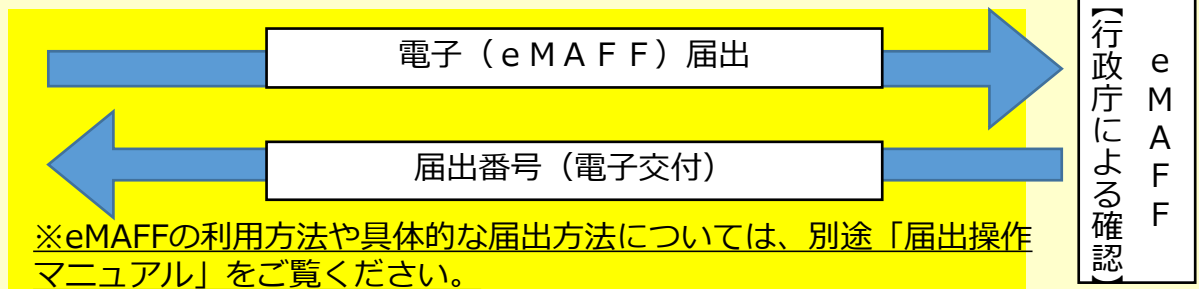 電子（ｅＭＡＦＦ）届出
届出番号（電子交付）
※eMAFFの利用方法や具体的な届出方法については、別途「届出操作
マニュアル」をご覧ください。
ｅＭＡＦＦ
【行政庁による確認】